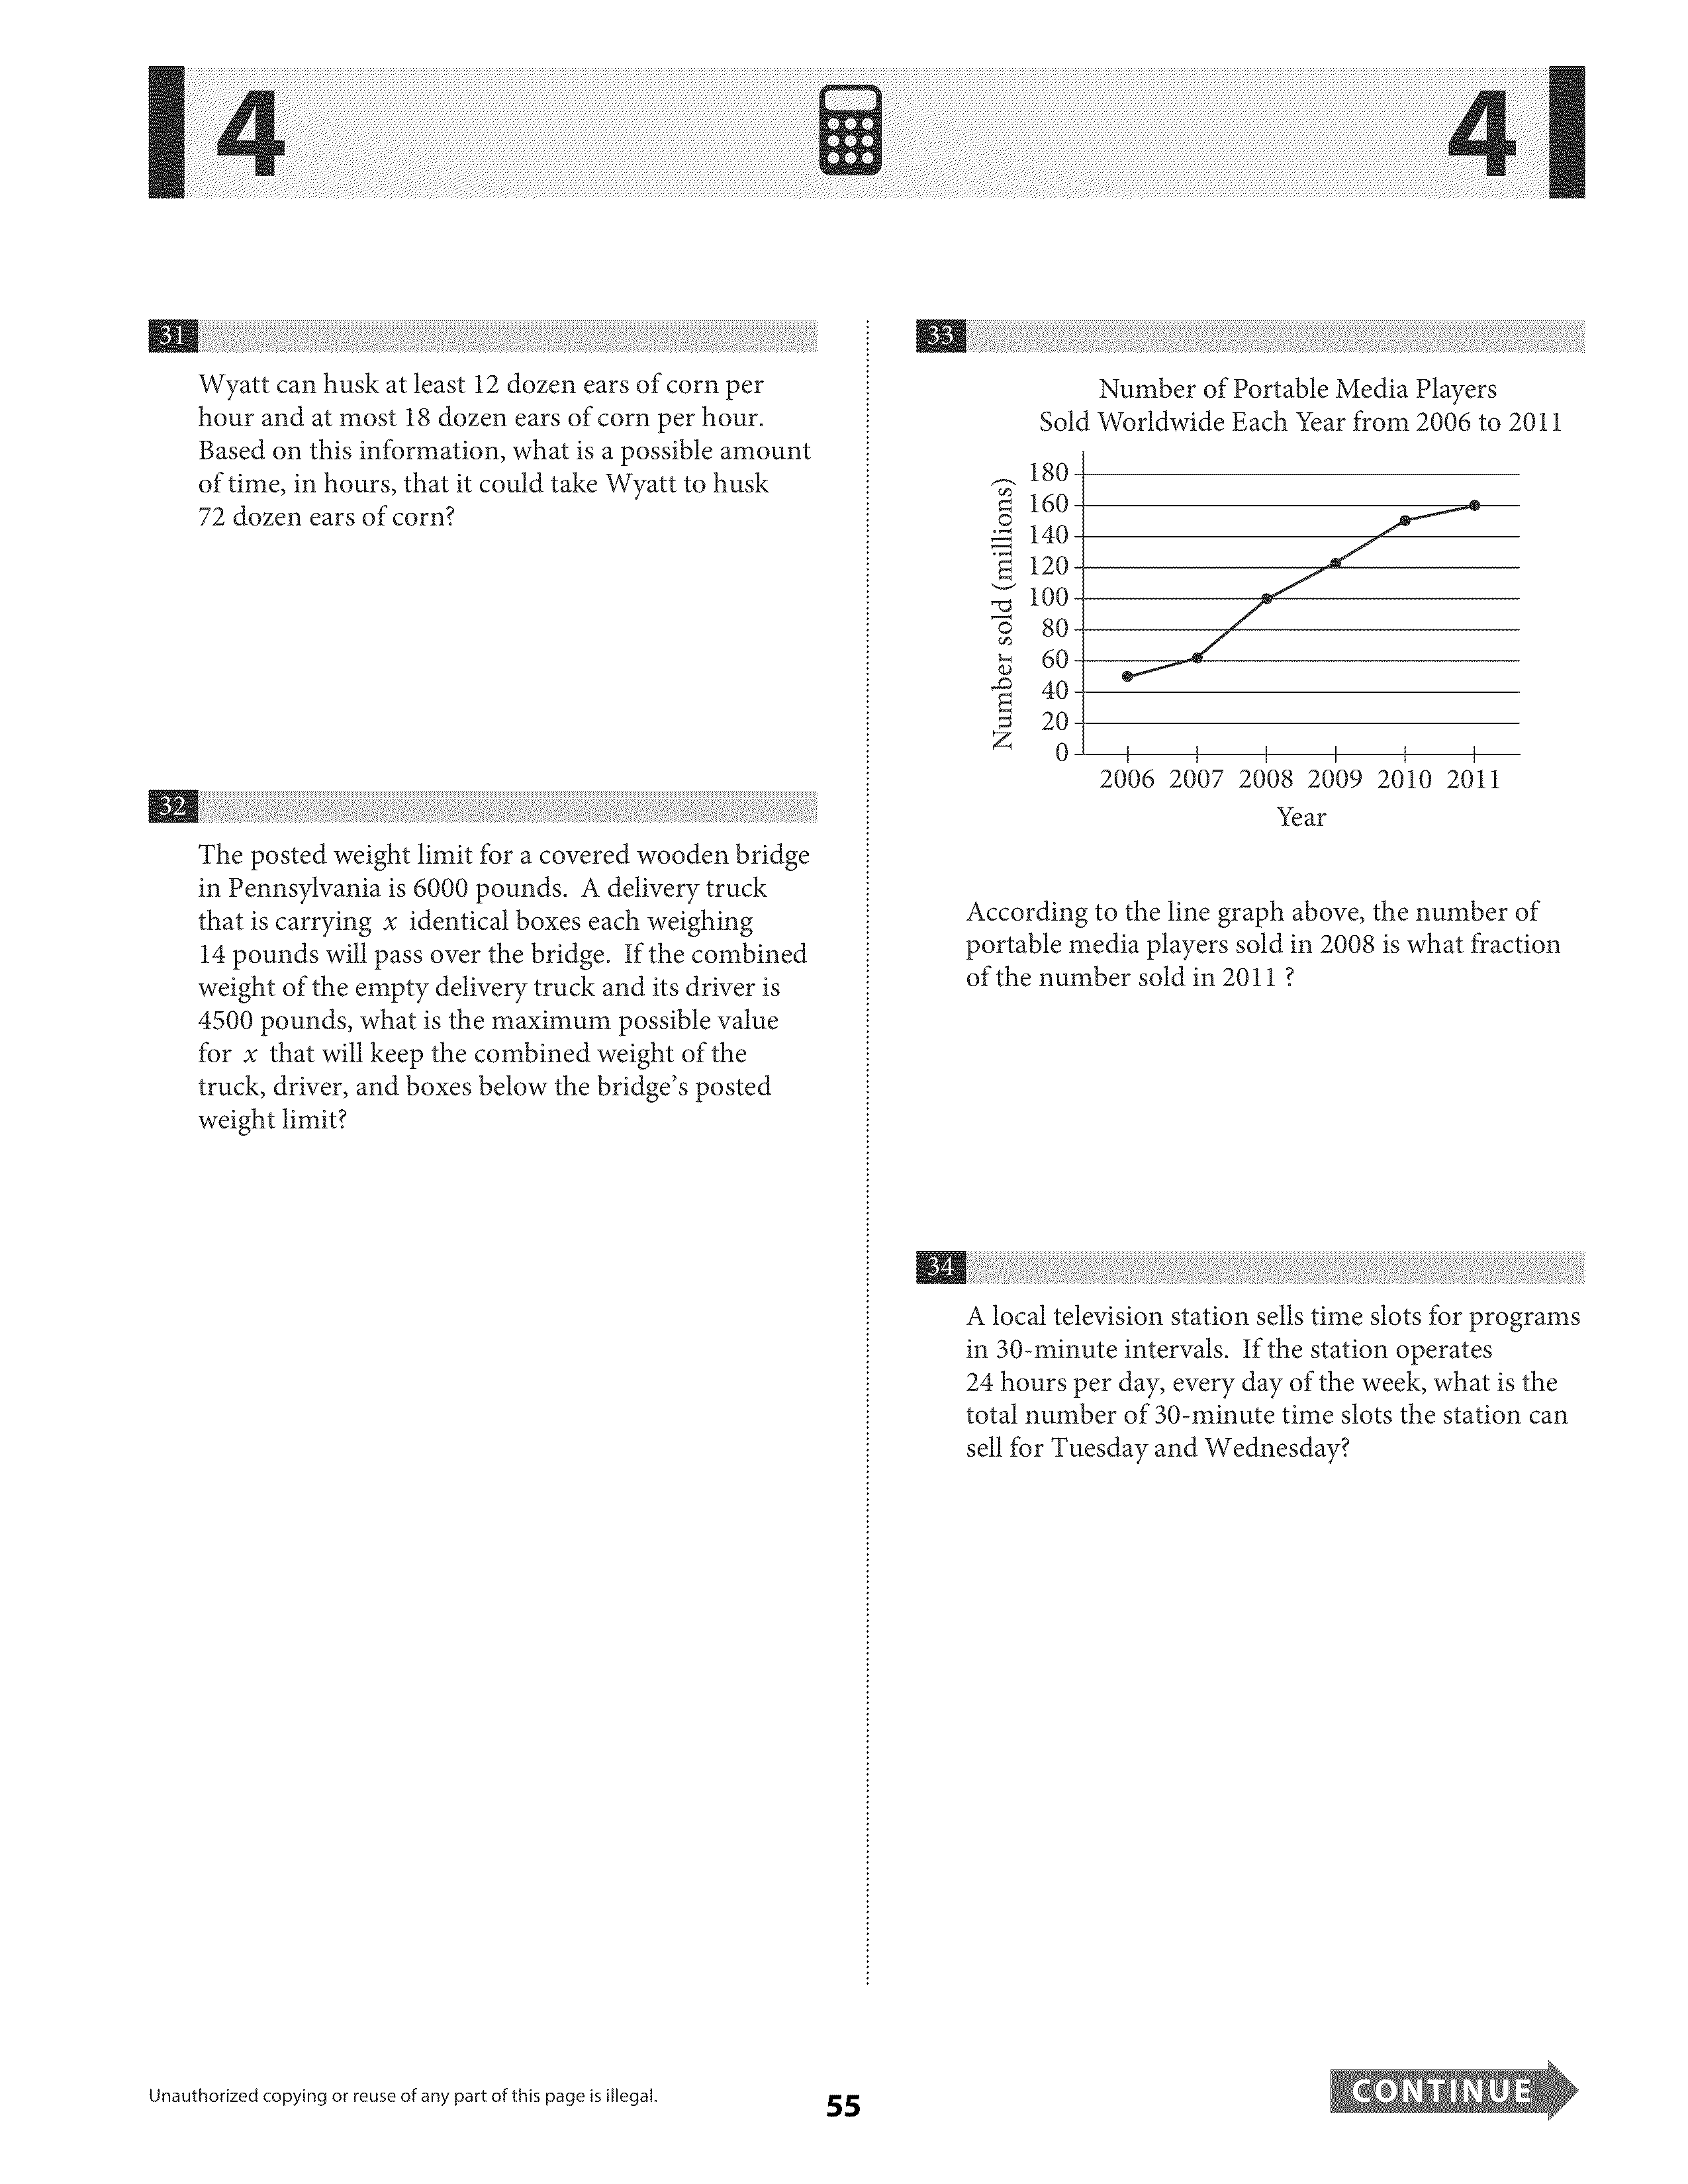 4
4
31
Wyatt can husk at least 12 dozen ears of corn per
hour and at most 18 dozen ears of corn per hour.
Based on this information, what is a possible amount
of time, in hours, that it could take Wyatt to husk
72 dozen ears of corn?
32
The posted weight limit for a covered wooden bridge
in Pennsylvania is 6000 pounds. A delivery truck
that is carrying x identical boxes each weighing
14 pounds will pass over the bridge. If the combined
weight of the empty delivery truck and its driver is
4500 pounds, what is the maximum possible value
for x that will keep the combined weight of the
truck, driver, and boxes below the bridge’s posted
weight limit?
33
Number of Portable Media Players
Sold Worldwide Each Year from 2006 to 2011
Number sold (millions)
180
160
140
120
100
80
60
40
20
0
2006 2007 2008 2009 2010 2011
Year
According to the line graph above, the number of
portable media players sold in 2008 is what fraction
of the number sold in 2011 ?
34
A local television station sells time slots for programs
in 30-minute intervals. If the station operates
24 hours per day, every day of the week, what is the
total number of 30-minute time slots the station can
sell for Tuesday and Wednesday?
Unauthorized copying or reuse of any part of this page is illegal.
55
CONTINUE